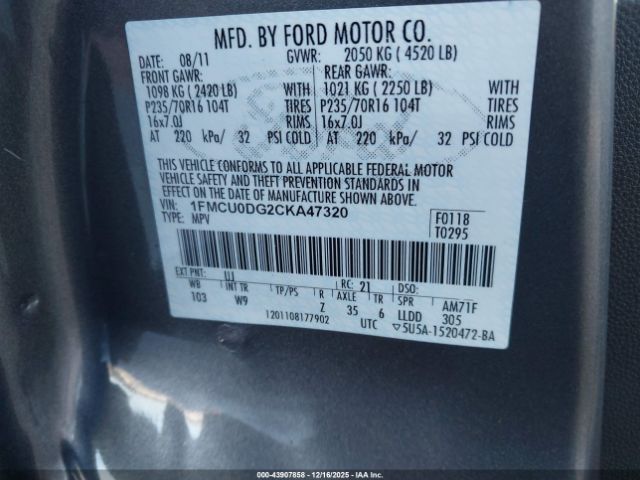 MFD. BY FORD MOTOR CO.
DATE: 08/11 GVWR: 2050 KG ( 4520 LB)
FRONT GAWR: REAR GAWR:
1098 KG ( 2420 LB) WITH 1021 KG ( 2250 LB) WITH
P235/70R16 104T TIRES P235/70R16 104T TIRES
16x7.0J RIMS 16x7.0J RIMS
AT 220 kPa/ 32 PSI COLD AT 220 kPa/ 32 PSI COLD
THIS VEHICLE CONFORMS TO ALL APPLICABLE FEDERAL MOTOR
VEHICLE SAFETY AND THEFT PREVENTION STANDARDS IN
EFFECT ON THE DATE OF MANUFACTURE SHOWN ABOVE.
VIN: 1FMCU0DG2CKA47320
TYPE: MPV
F0118
T0295
EXT PNT: UJ RC: 21 DSO:
WB INT TR TP/PS R AXLE TR SPR AM71F
103 W9 Z 35 6 LLDD 305
1201108177902 UTC ▽5U5A-1520472-BA
© 0-43907858 - 12/16/2025 - IAA Inc.